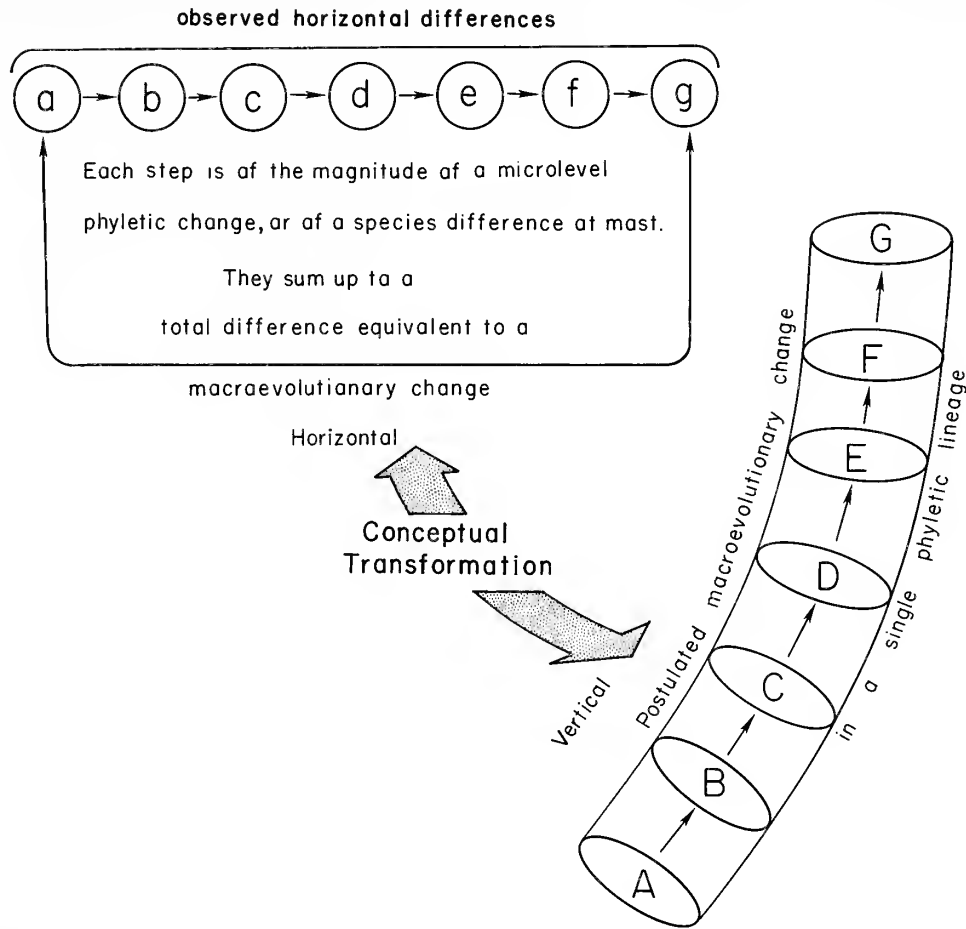 observed horizontal differences
a b c d e f g
Each step is af the magnitude af a microlevel
phyletic change, ar af a species difference at mast.
They sum up ta a
total difference equivalent to a
macraevolutianary change
Horizontal
Conceptual
Transformation
Vertical
Postulated macroevolutionary change
in a single phyletic lineage
G
F
E
D
C
B
A